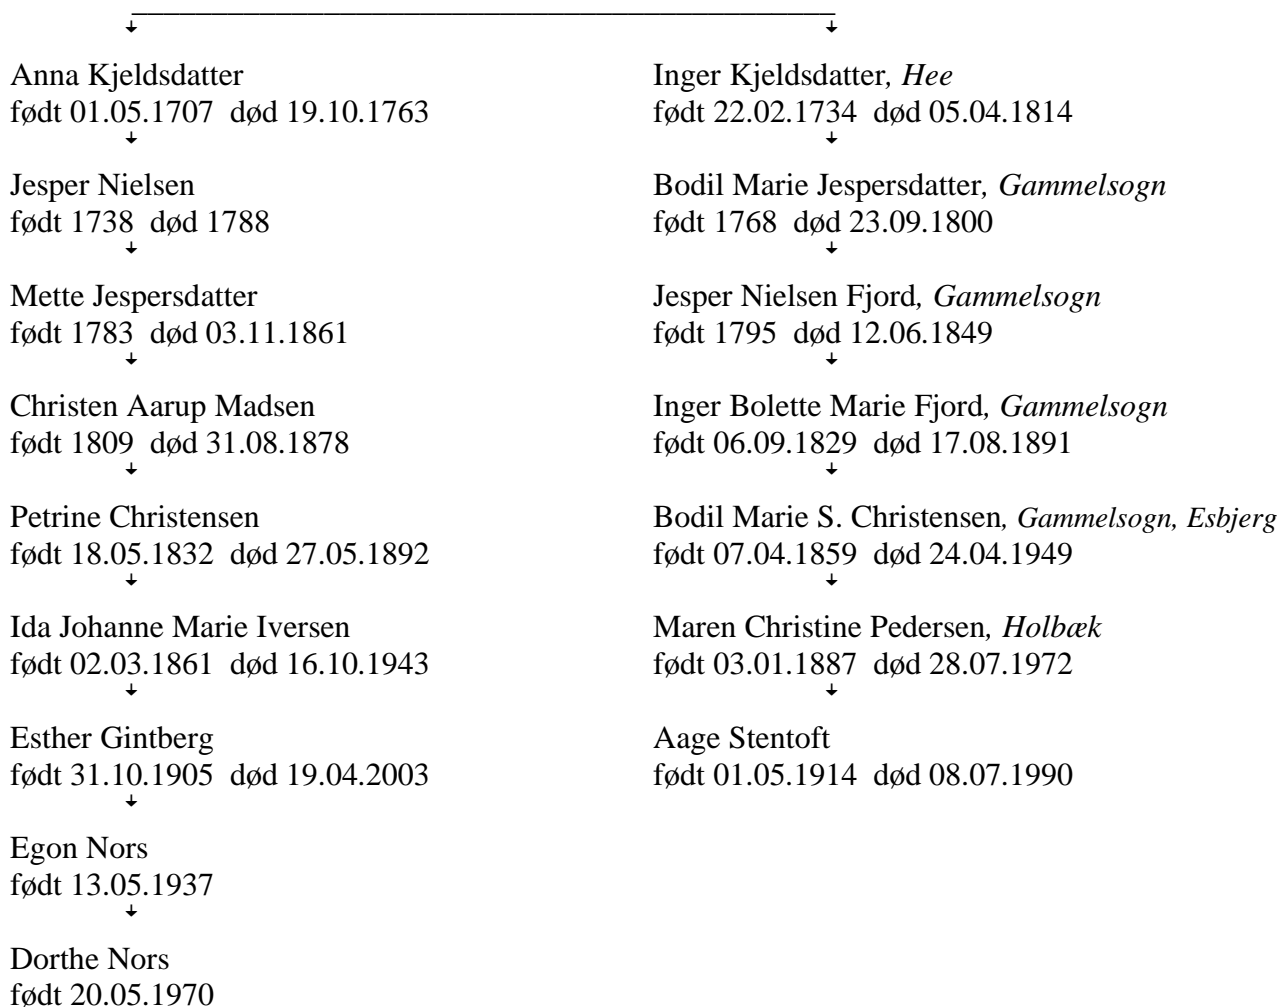 Anna Kjeldsdatter
født 01.05.1707 død 19.10.1763
Jesper Nielsen
født 1738 død 1788
Mette Jespersdatter
født 1783 død 03.11.1861
Christen Aarup Madsen
født 1809 død 31.08.1878
Petrine Christensen
født 18.05.1832 død 27.05.1892
Ida Johanne Marie Iversen
født 02.03.1861 død 16.10.1943
Esther Gintberg
født 31.10.1905 død 19.04.2003
Egon Nors
født 13.05.1937
Dorthe Nors
født 20.05.1970
Inger Kjeldsdatter, Hee
født 22.02.1734 død 05.04.1814
Bodil Marie Jespersdatter, Gammelsogn
født 1768 død 23.09.1800
Jesper Nielsen Fjord, Gammelsogn
født 1795 død 12.06.1849
Inger Bolette Marie Fjord, Gammelsogn
født 06.09.1829 død 17.08.1891
Bodil Marie S. Christensen, Gammelsogn, Esbjerg
født 07.04.1859 død 24.04.1949
Maren Christine Pedersen, Holbæk
født 03.01.1887 død 28.07.1972
Aage Stentoft
født 01.05.1914 død 08.07.1990